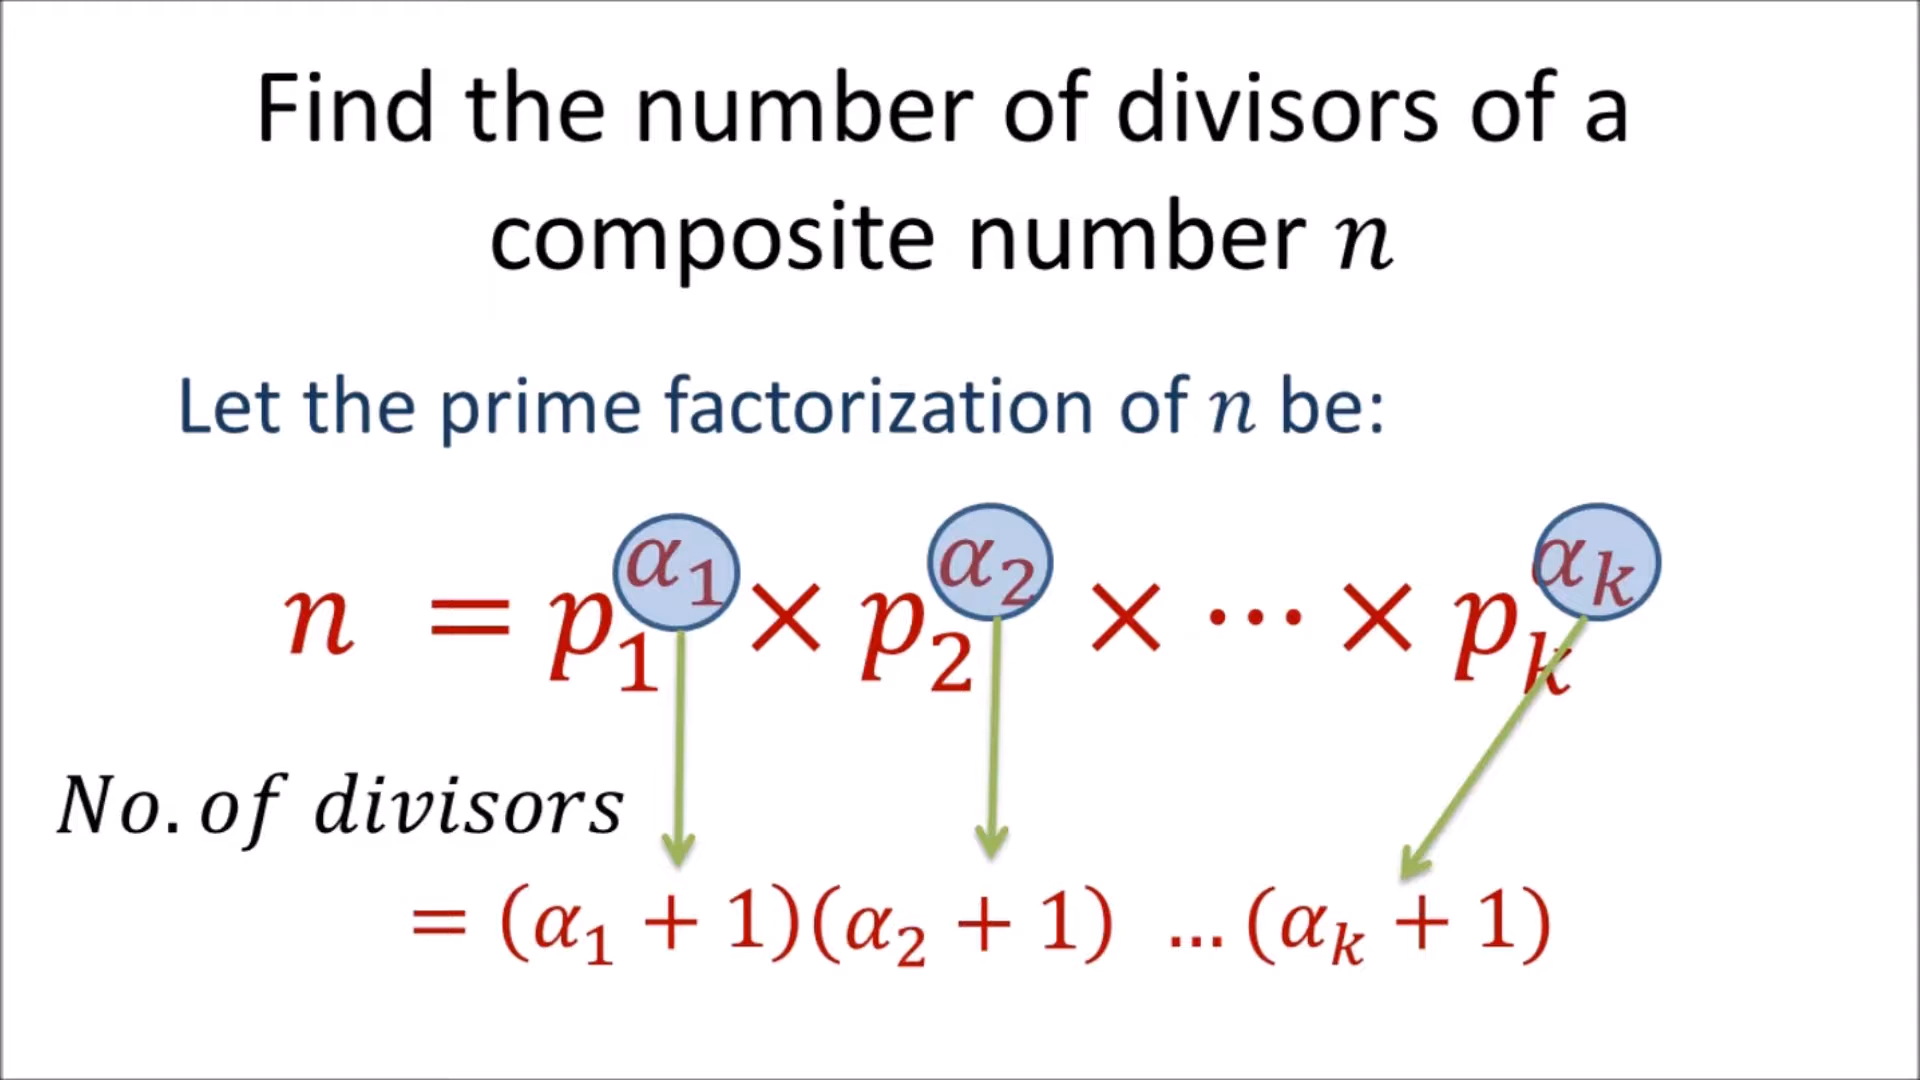 Find the number of divisors of a
composite number n
Let the prime factorization of n be:
n = p₁^α₁ × p₂^α₂ × ⋯ × pₖ^αₖ
No. of divisors
= (α₁ + 1)(α₂ + 1) ... (αₖ + 1)